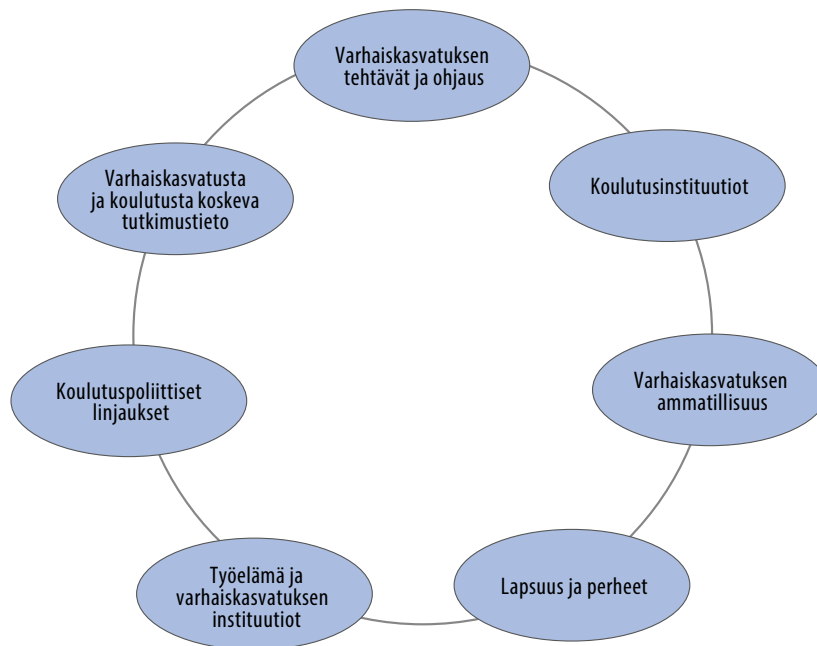 Varhaiskasvatuksen
tehtävät ja ohjaus
Koulutusinstituutiot
Varhaiskasvatuksen
ammatillisuus
Lapsuus ja perheet
Työelämä ja
varhaiskasvatuksen
instituutiot
Koulutuspoliittiset
linjaukset
Varhaiskasvatusta
ja koulutusta koskeva
tutkimustieto